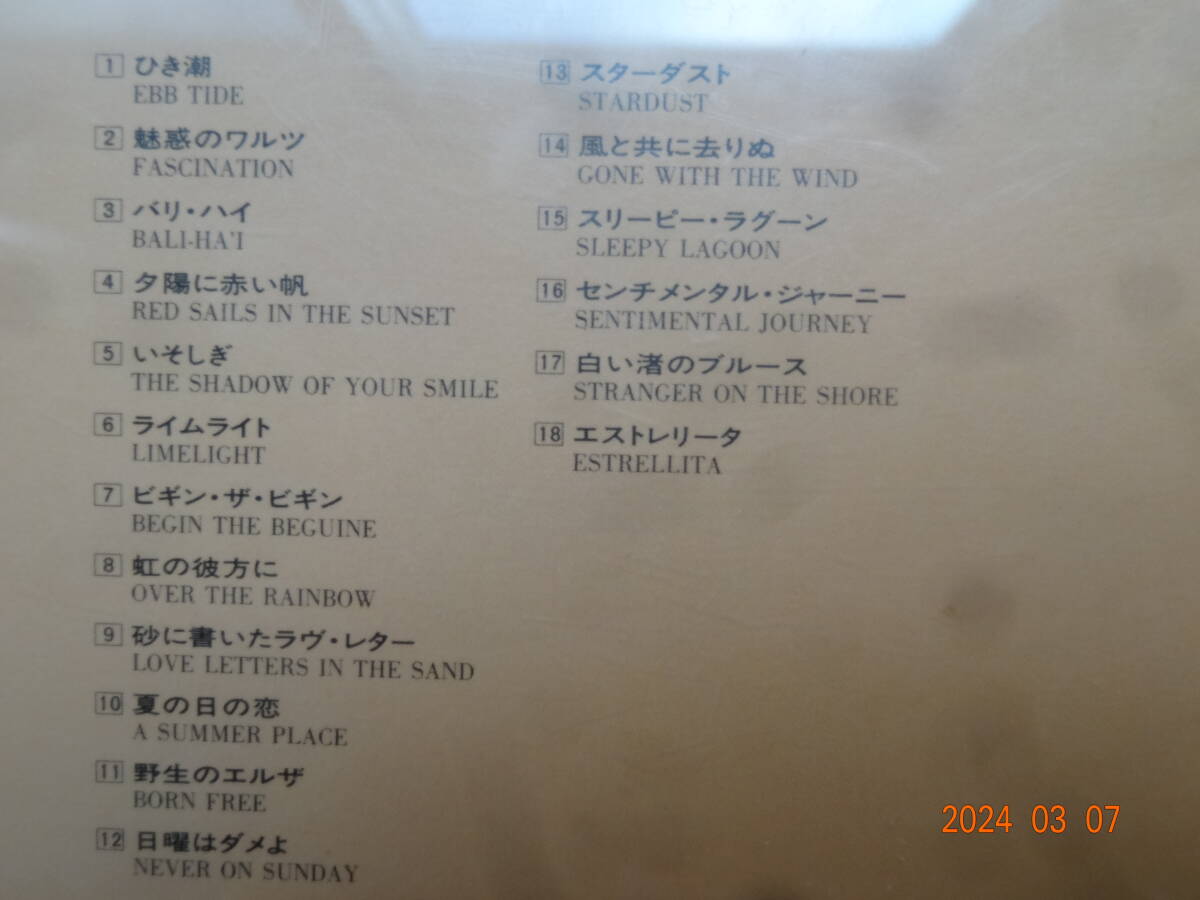 1 ひき潮
EBB TIDE
2 魅惑のワルツ
FASCINATION
3 バリ・ハイ
BALI-HA'I
4 夕陽に赤い帆
RED SAILS IN THE SUNSET
5 いそしぎ
THE SHADOW OF YOUR SMILE
6 ライムライト
LIMELIGHT
7 ビギン・ザ・ビギン
BEGIN THE BEGUINE
8 虹の彼方に
OVER THE RAINBOW
9 砂に書いたラヴ・レター
LOVE LETTERS IN THE SAND
10 夏の日の恋
A SUMMER PLACE
11 野生のエルザ
BORN FREE
12 日曜はダメよ
NEVER ON SUNDAY
13 スターダスト
STARDUST
14 風と共に去りぬ
GONE WITH THE WIND
15 スリーピー・ラグーン
SLEEPY LAGOON
16 センチメンタル・ジャーニー
SENTIMENTAL JOURNEY
17 白い渚のブルース
STRANGER ON THE SHORE
18 エストレリータ
ESTRELLITA
2024 03 07